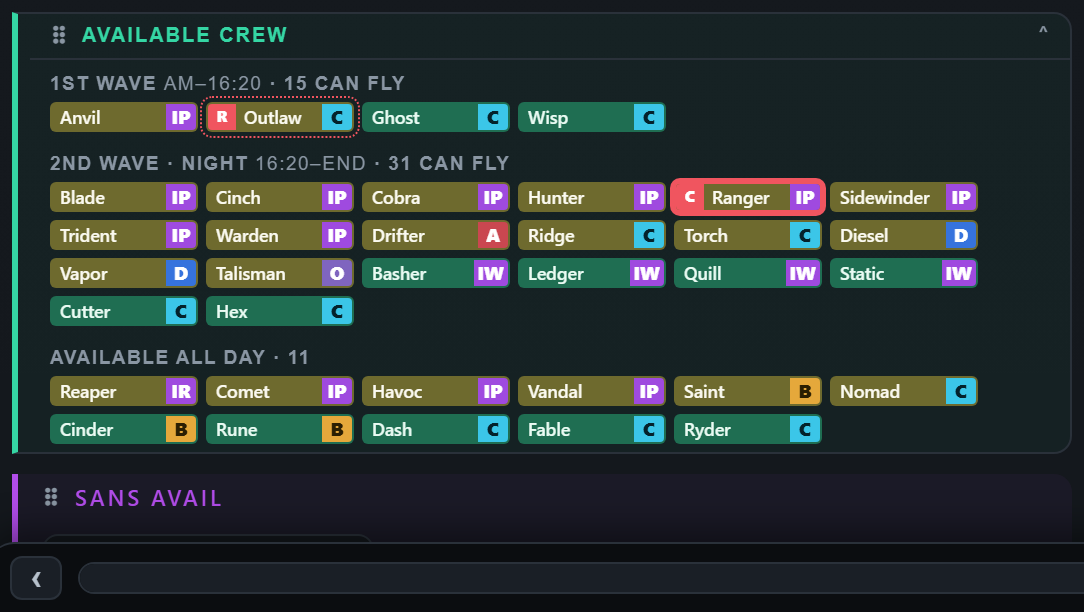 AVAILABLE CREW ^
1ST WAVE AM–16:20 · 15 CAN FLY
Anvil IP R Outlaw C Ghost C Wisp C
2ND WAVE · NIGHT 16:20–END · 31 CAN FLY
Blade IP Cinch IP Cobra IP Hunter IP C Ranger IP Sidewinder IP
Trident IP Warden IP Drifter A Ridge C Torch C Diesel D
Vapor D Talisman O Basher IW Ledger IW Quill IW Static IW
Cutter C Hex C
AVAILABLE ALL DAY · 11
Reaper IR Comet IP Havoc IP Vandal IP Saint B Nomad C
Cinder B Rune B Dash C Fable C Ryder C
SANS AVAIL
❮